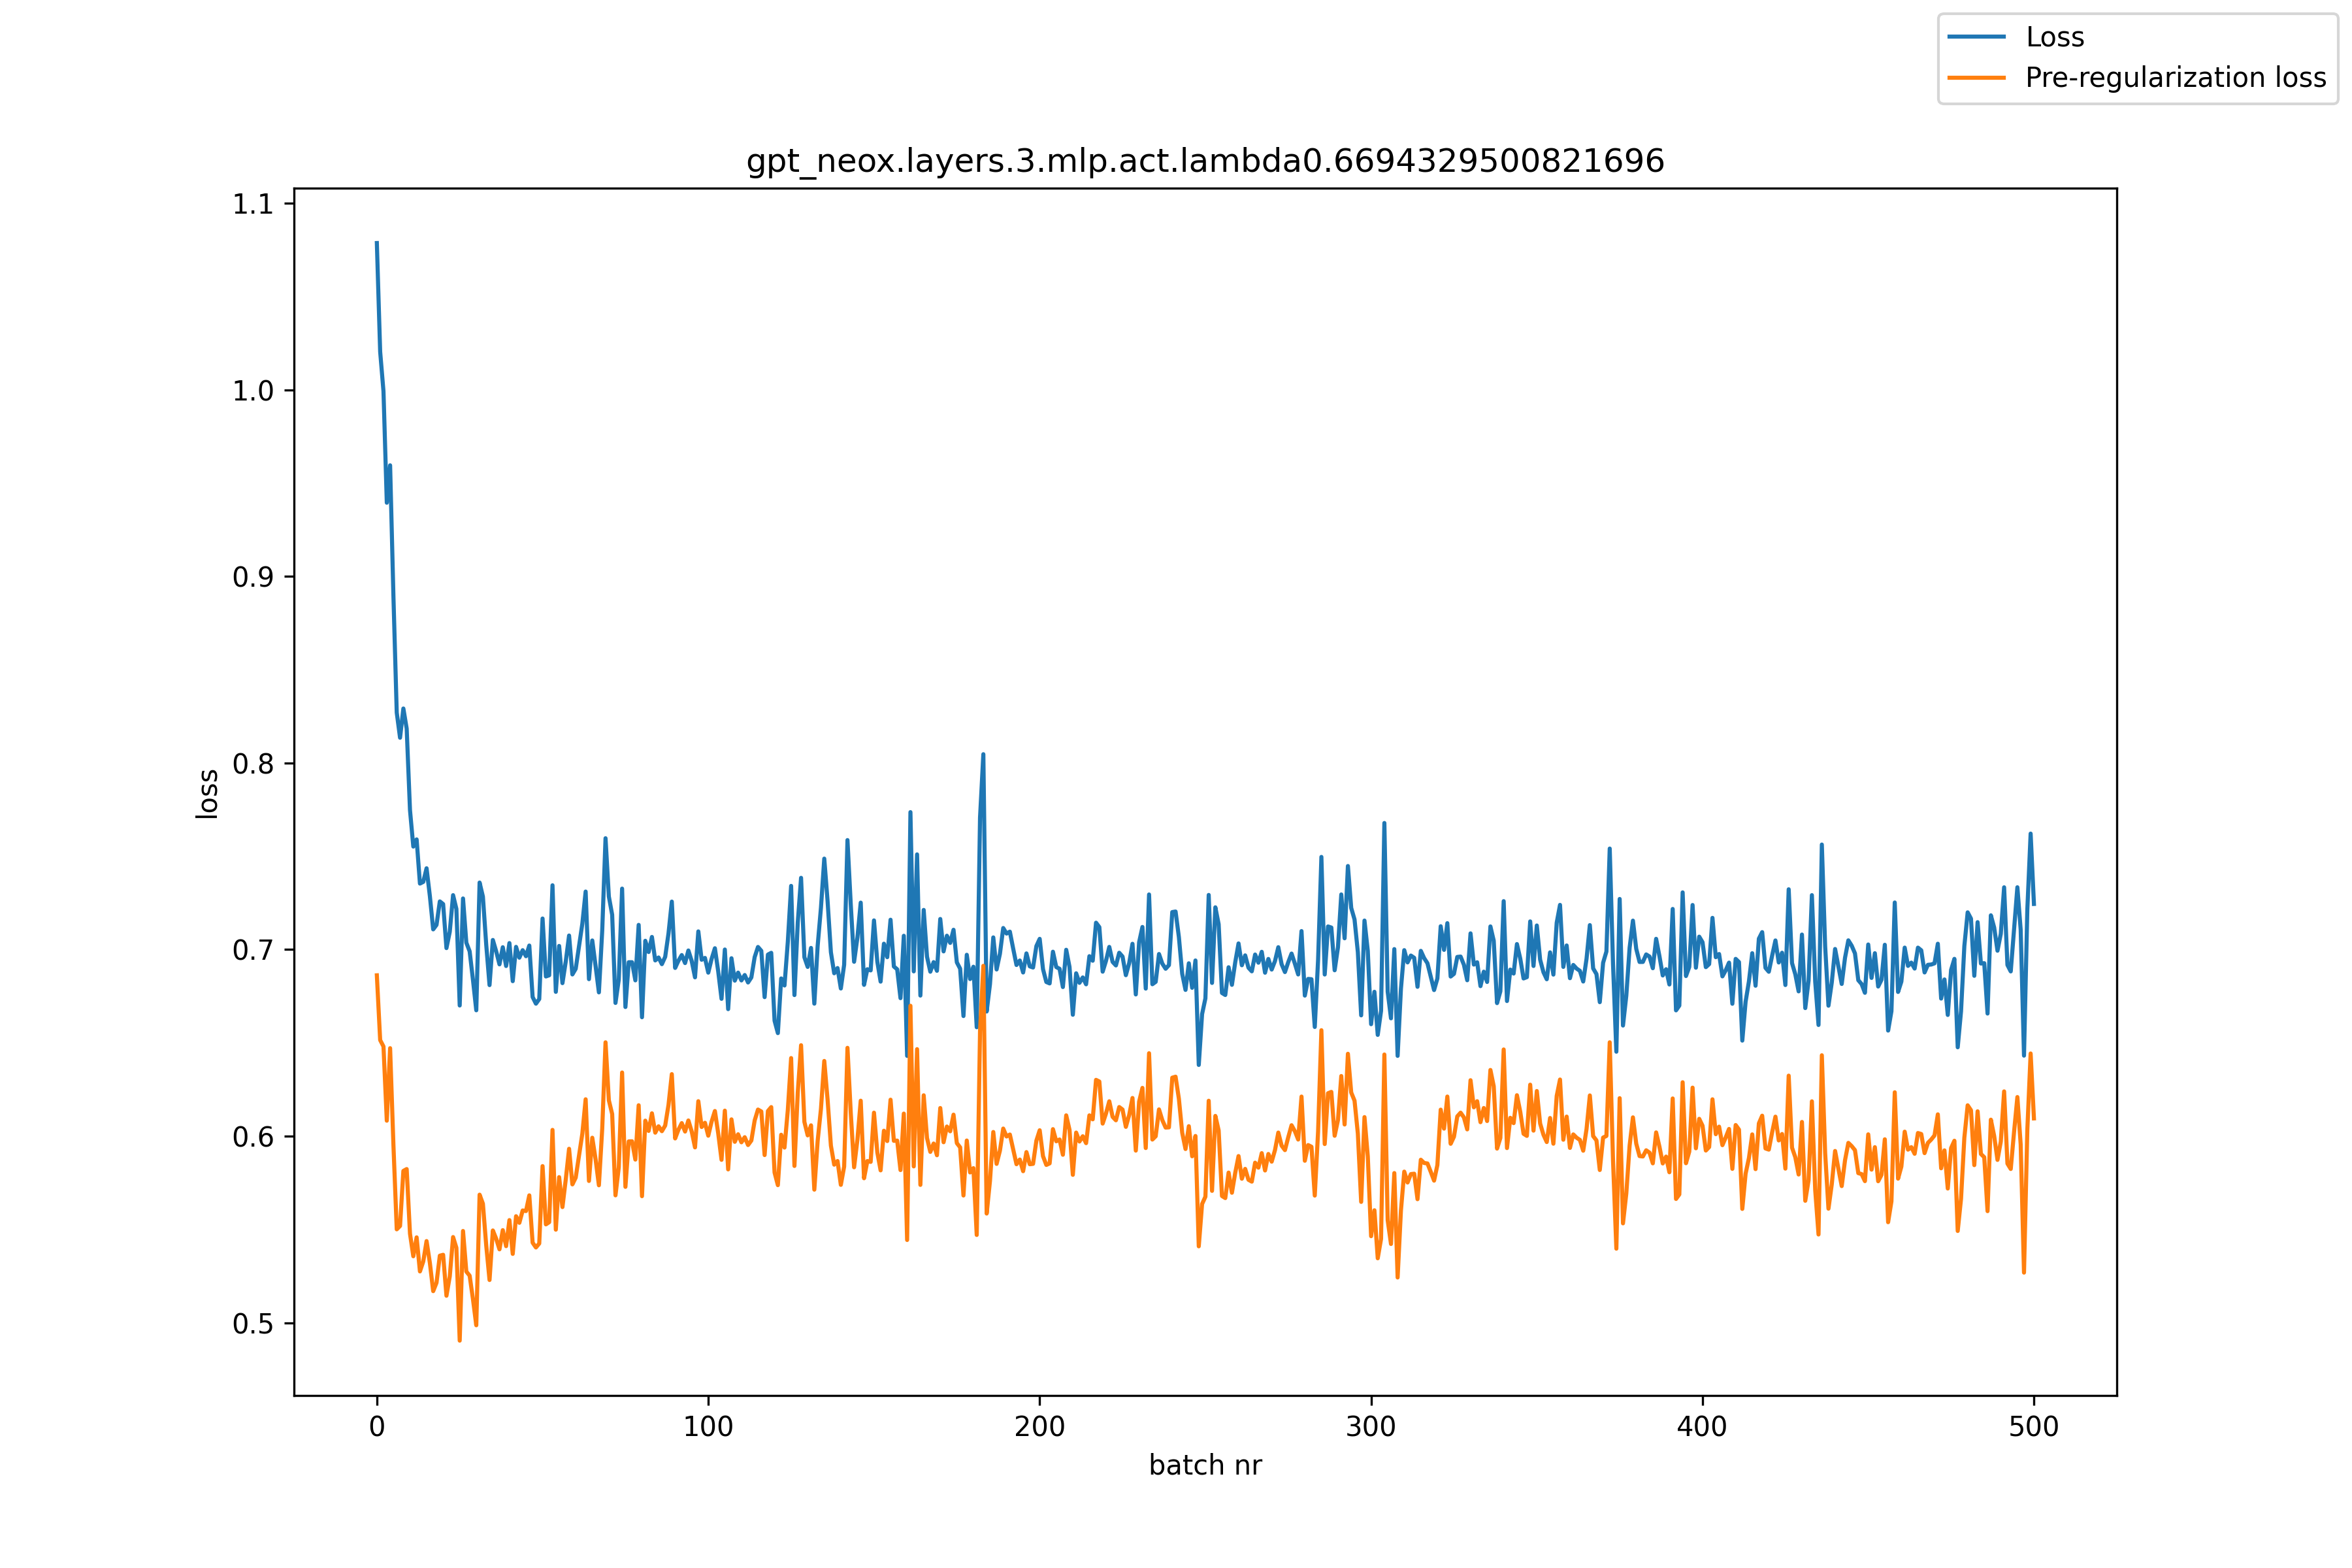 Loss
Pre-regularization loss
gpt_neox.layers.3.mlp.act.lambda0.6694329500821696
1.1
1.0
0.9
0.8
0.7
0.6
0.5
loss
0 100 200 300 400 500
batch nr